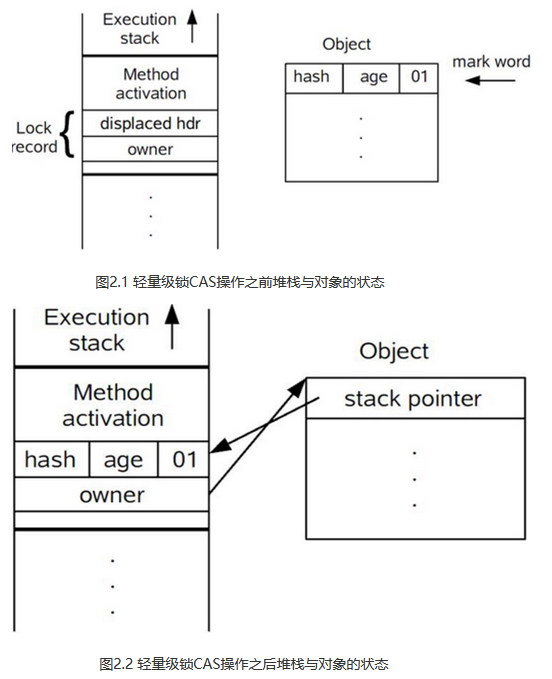 Execution
stack
Object
mark word
hash age 01
Method
activation
Lock
record
displaced hdr
owner
图2.1 轻量级锁CAS操作之前堆栈与对象的状态
Execution
stack
Object
Method
activation
stack pointer
hash age 01
owner
图2.2 轻量级锁CAS操作之后堆栈与对象的状态